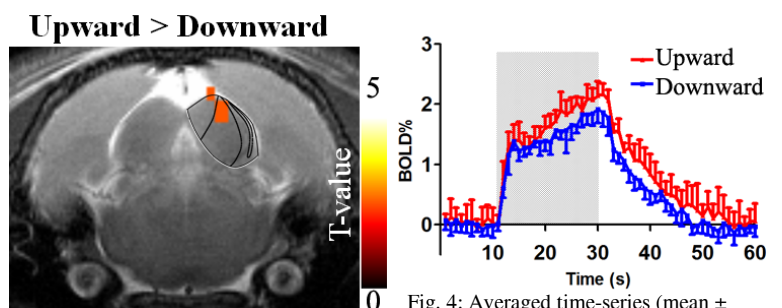 Upward > Downward
5
T-value
0
3
2
1
0
BOLD%
Upward
Downward
10 20 30 40 50 60
Time (s)
Fig. 4: Averaged time-series (mean ±